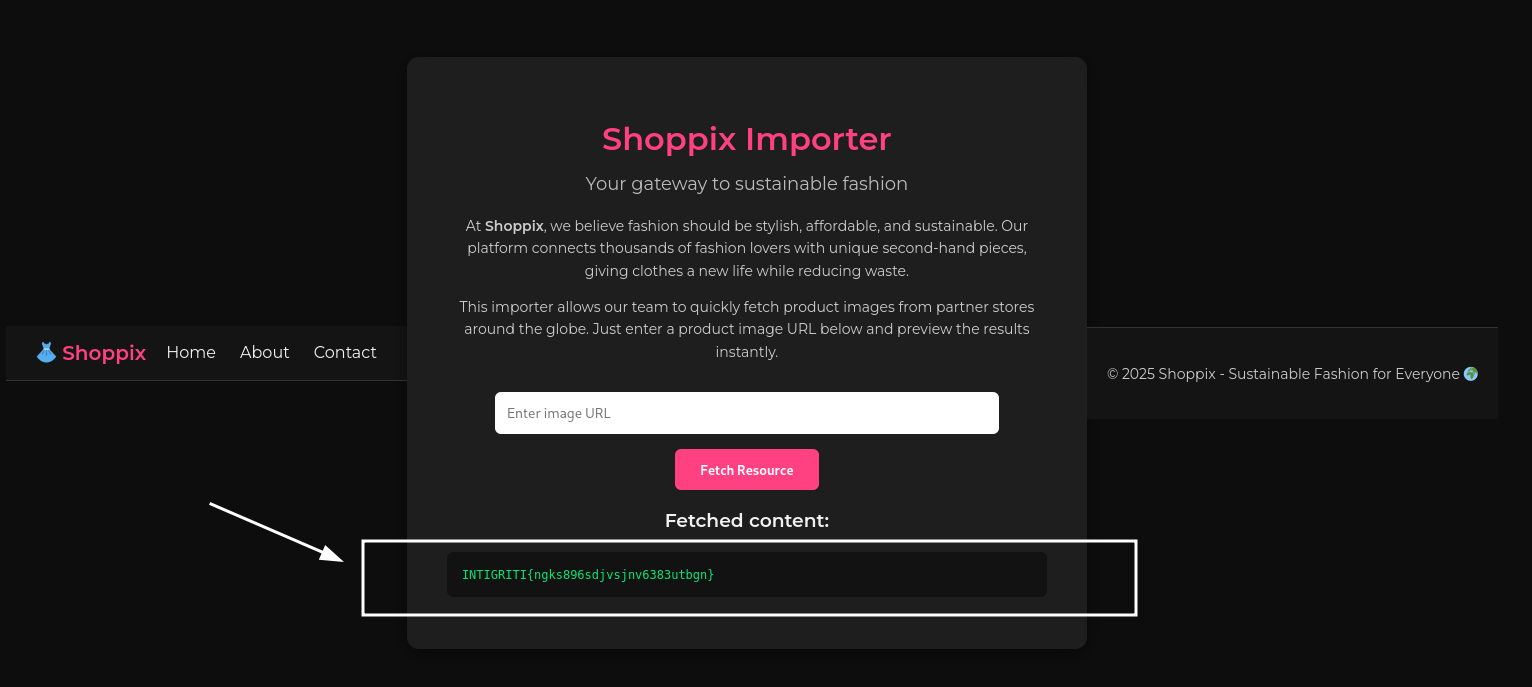 Shoppix Home About Contact
Shoppix Importer
Your gateway to sustainable fashion
At Shoppix, we believe fashion should be stylish, affordable, and sustainable. Our
platform connects thousands of fashion lovers with unique second-hand pieces,
giving clothes a new life while reducing waste.
This importer allows our team to quickly fetch product images from partner stores
around the globe. Just enter a product image URL below and preview the results
instantly.
Enter image URL
Fetch Resource
Fetched content:
INTIGRITI{ngks896sdjvsjnv6383utbgn}
© 2025 Shoppix - Sustainable Fashion for Everyone 🌍